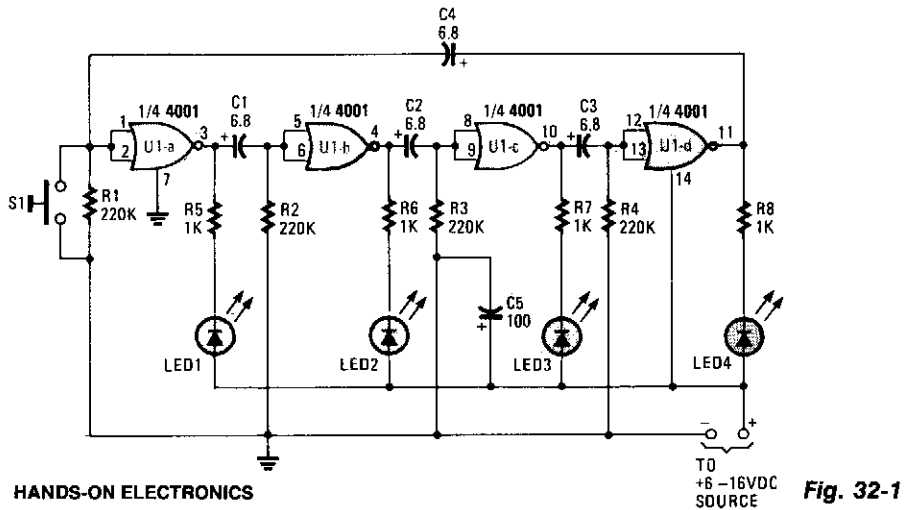 C4
6.8
+
1/4 4001
C1
6.8
1/4 4001
C2
6.8
1/4 4001
C3
6.8
1/4 4001
1
2
U1-a
3
+
5
6
U1-b
4
+
8
9
U1-c
10
+
12
13
U1-d
11
7
14
S1
R1
220K
R5
1K
R2
220K
R6
1K
R3
220K
R7
1K
R4
220K
R8
1K
C5
100
+
LED1
LED2
LED3
LED4
- +
TO
+6 –16VDC
SOURCE
HANDS-ON ELECTRONICS
Fig. 32-1